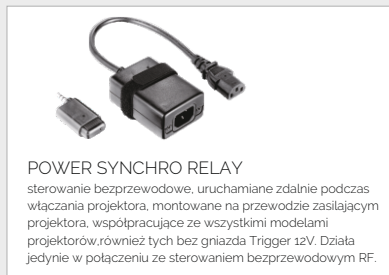 POWER SYNCHRO RELAY
sterowanie bezprzewodowe, uruchamiane zdalnie podczas
włączania projektora, montowane na przewodzie zasilającym
projektora, współpracujące ze wszystkimi modelami
projektorów,również tych bez gniazda Trigger 12V. Działa
jedynie w połączeniu ze sterowaniem bezprzewodowym RF.